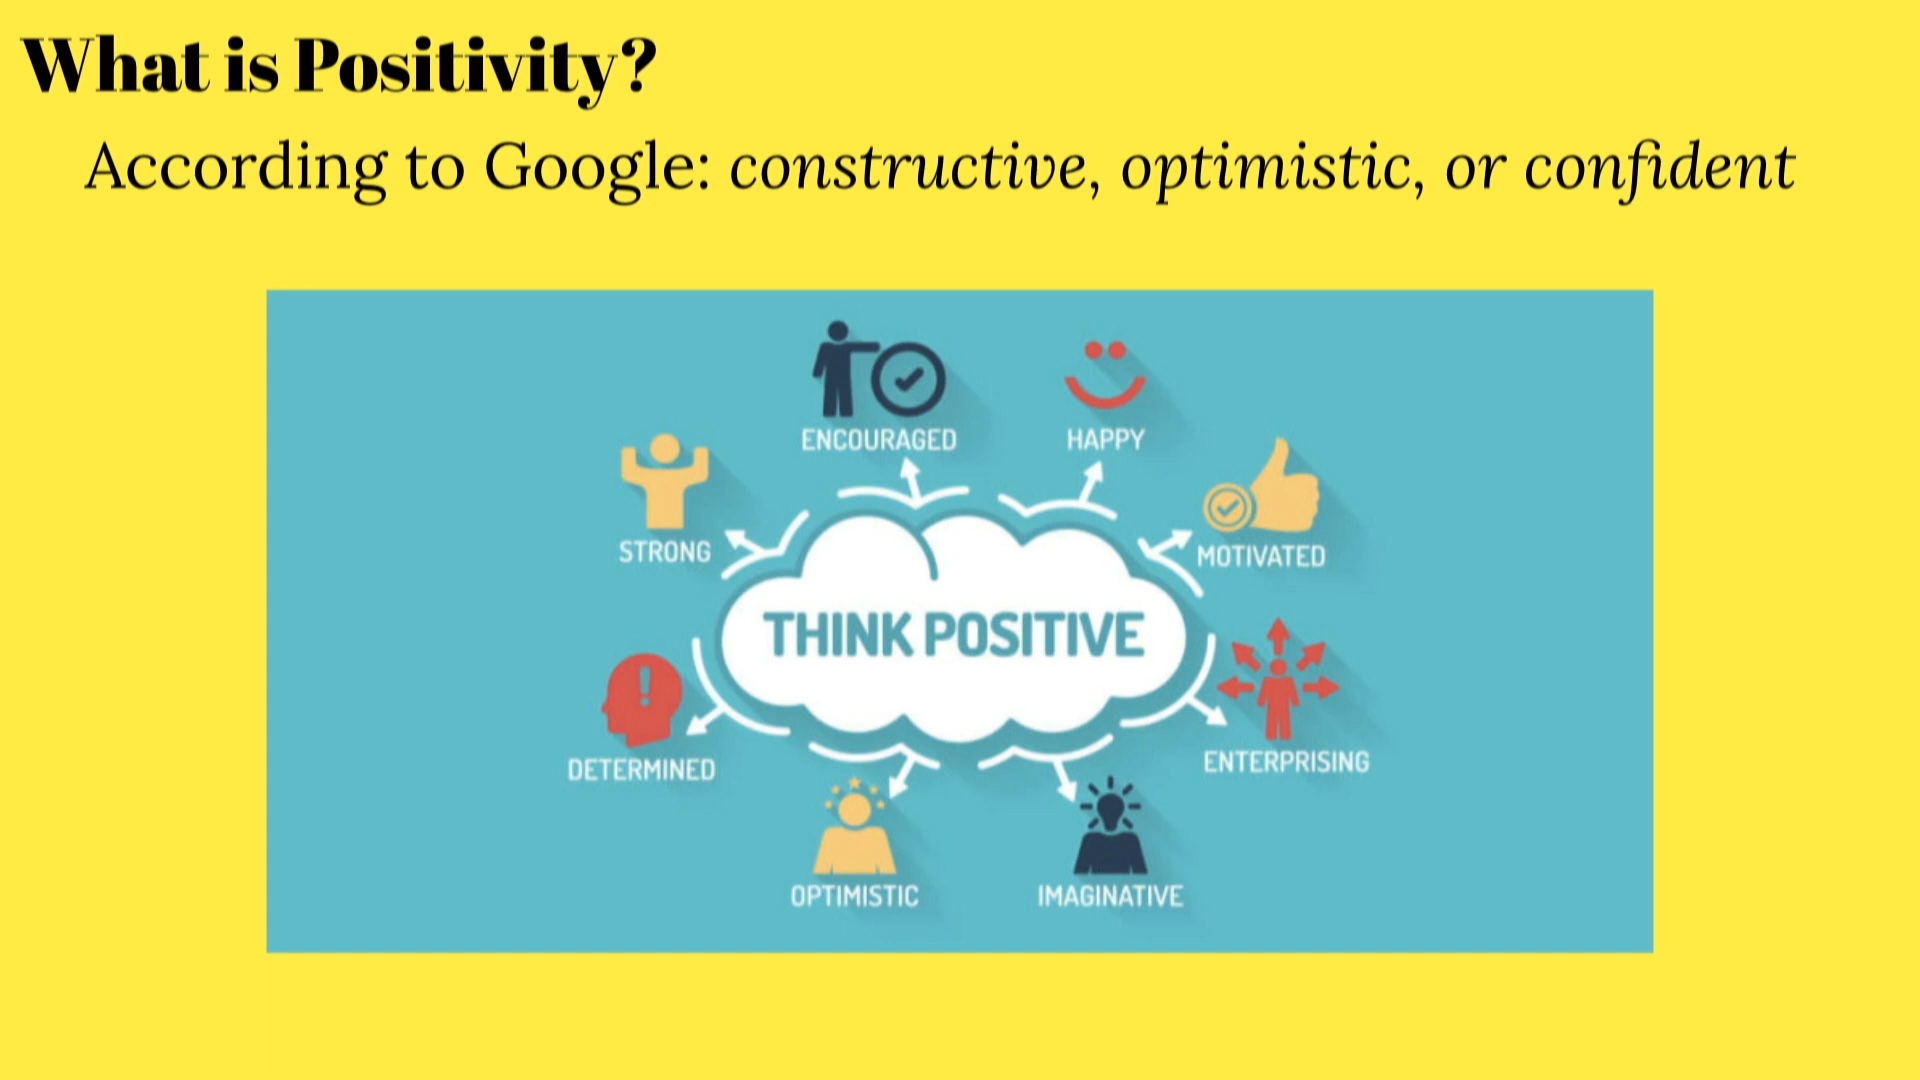 What is Positivity?
According to Google: constructive, optimistic, or confident
ENCOURAGED
HAPPY
STRONG
MOTIVATED
THINK POSITIVE
DETERMINED
ENTERPRISING
OPTIMISTIC
IMAGINATIVE